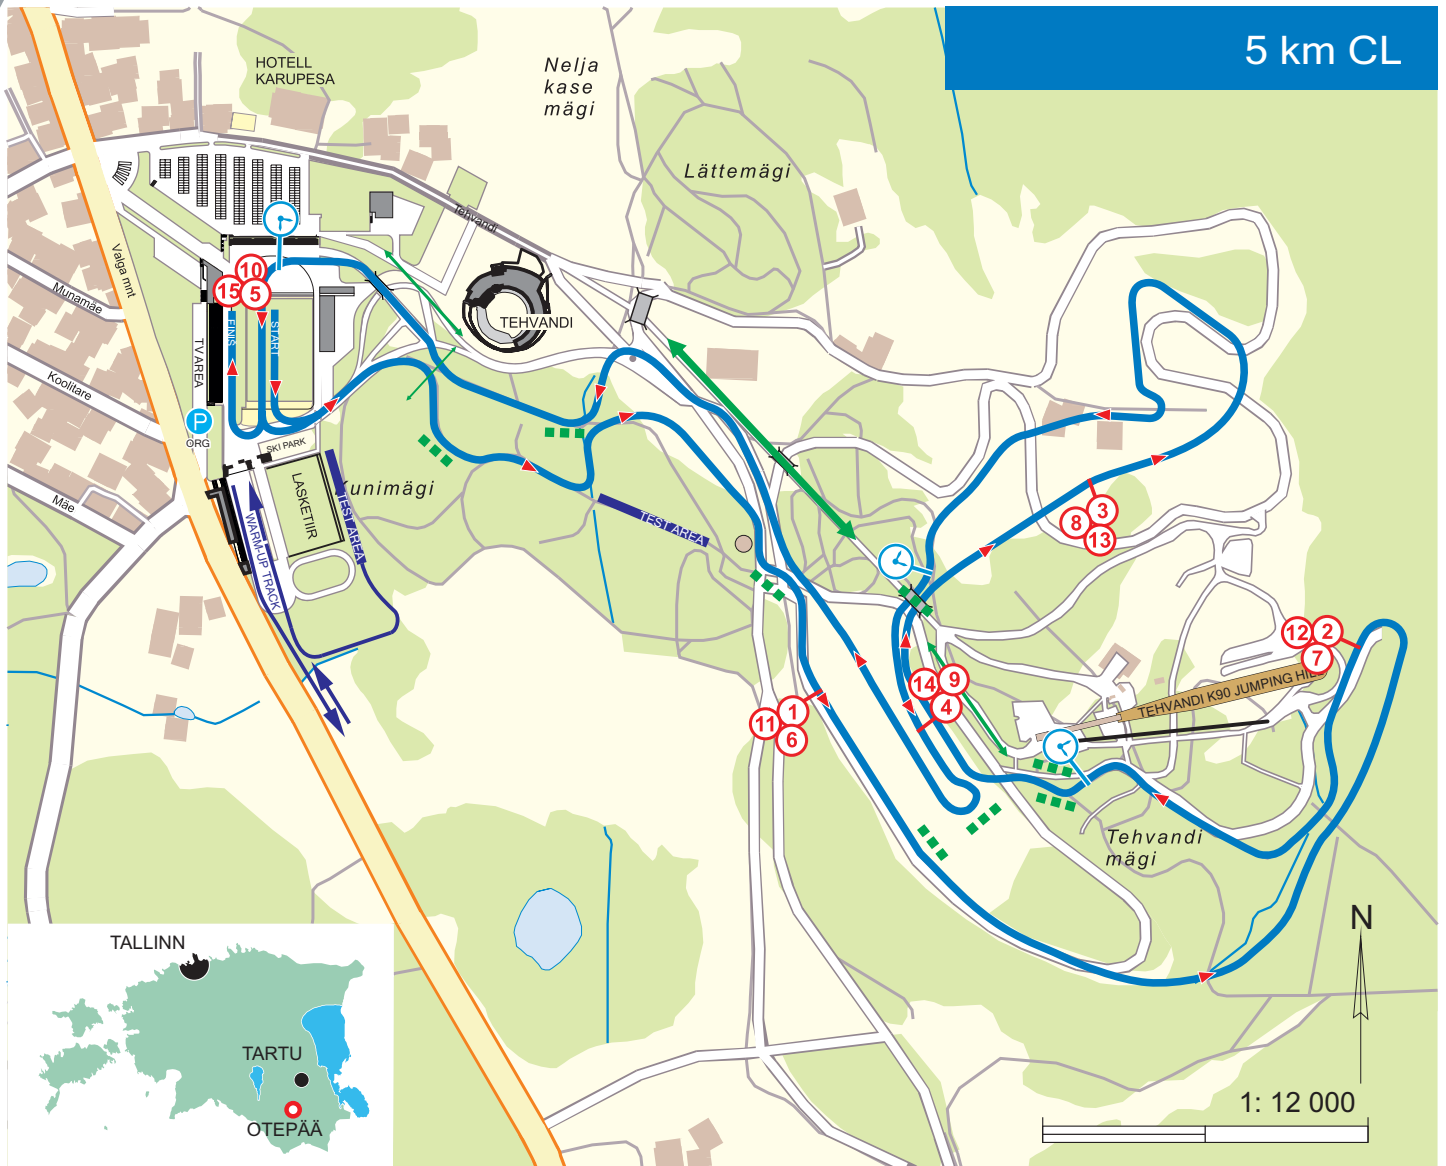 5 km CL
HOTELL
KARUPESA
Nelja
kase
mägi
Lättemägi
Tehvandi
Valga mnt
Munamäe
10
15
5
TEHVANDI
FINIS
START
TV AREA
Koolitare
P
ORG
SKI PARK
Mäe
Kunimägi
LASKETIIR
TEST AREA
TEST AREA
WARM-UP TRACK
3
8
13
12
2
7
14
9
4
1
11
6
TEHVANDI K90 JUMPING HILL
Tehvandi
mägi
N
TALLINN
TARTU
OTEPÄÄ
1: 12 000